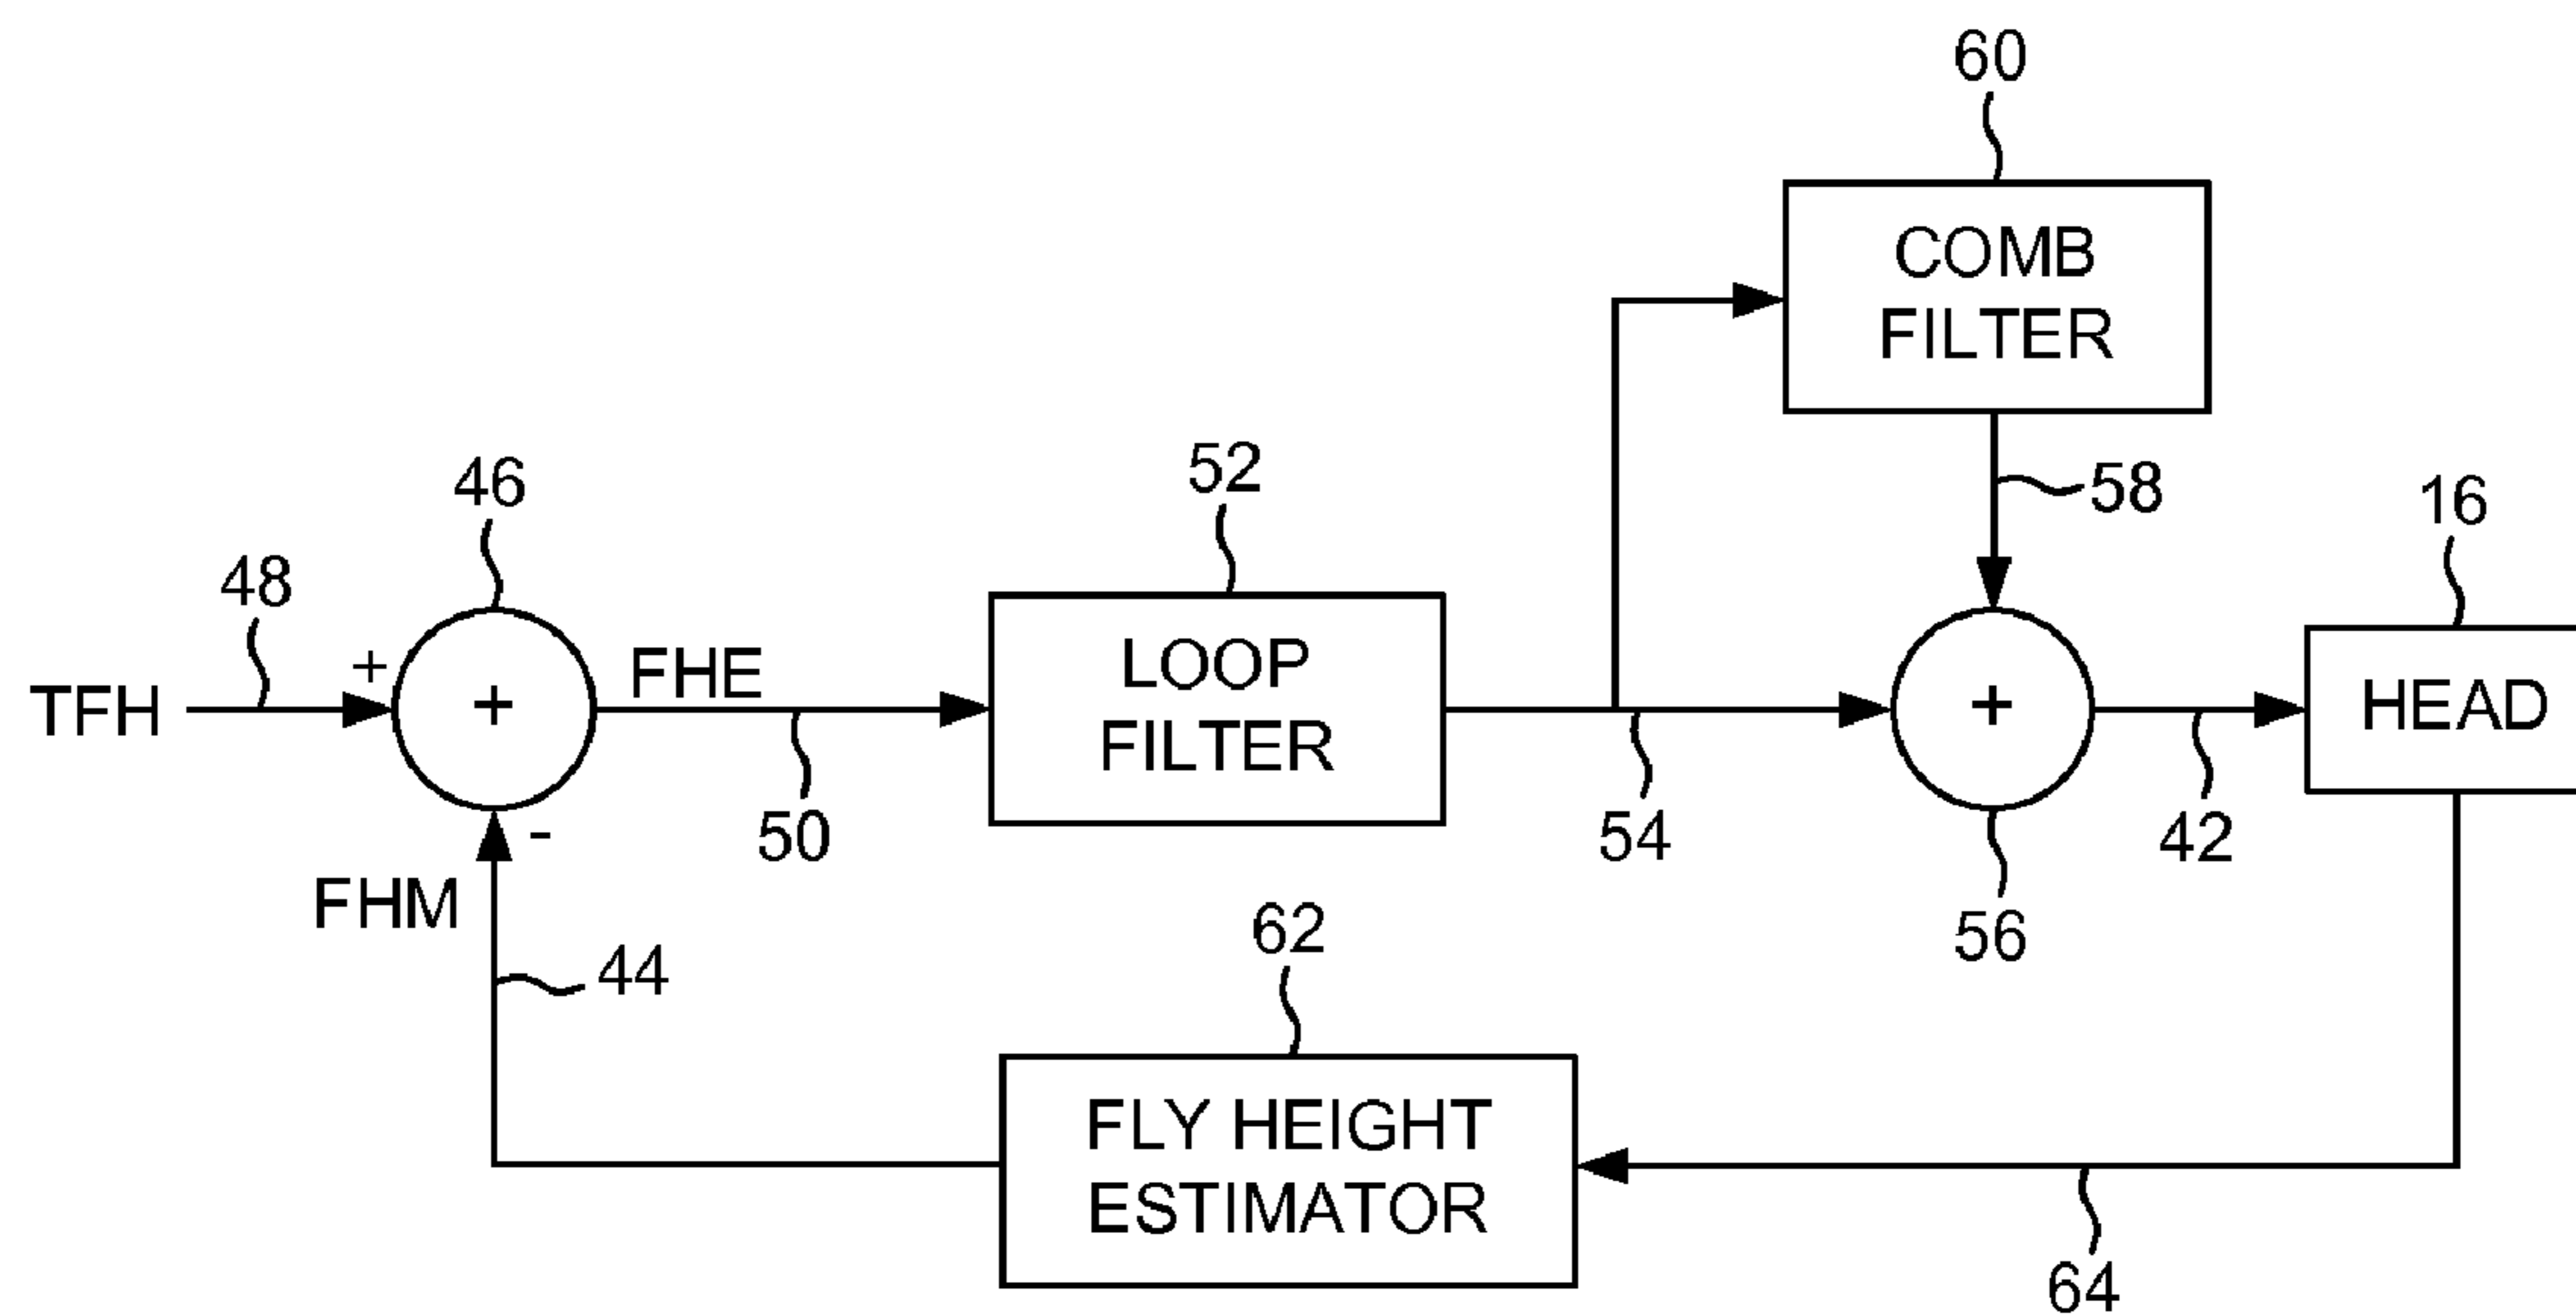 60
COMB
FILTER
46
52
58
16
48
+
+
FHE
LOOP
FILTER
+
HEAD
TFH
50
54
42
-
FHM
44
62
56
FLY HEIGHT
ESTIMATOR
64